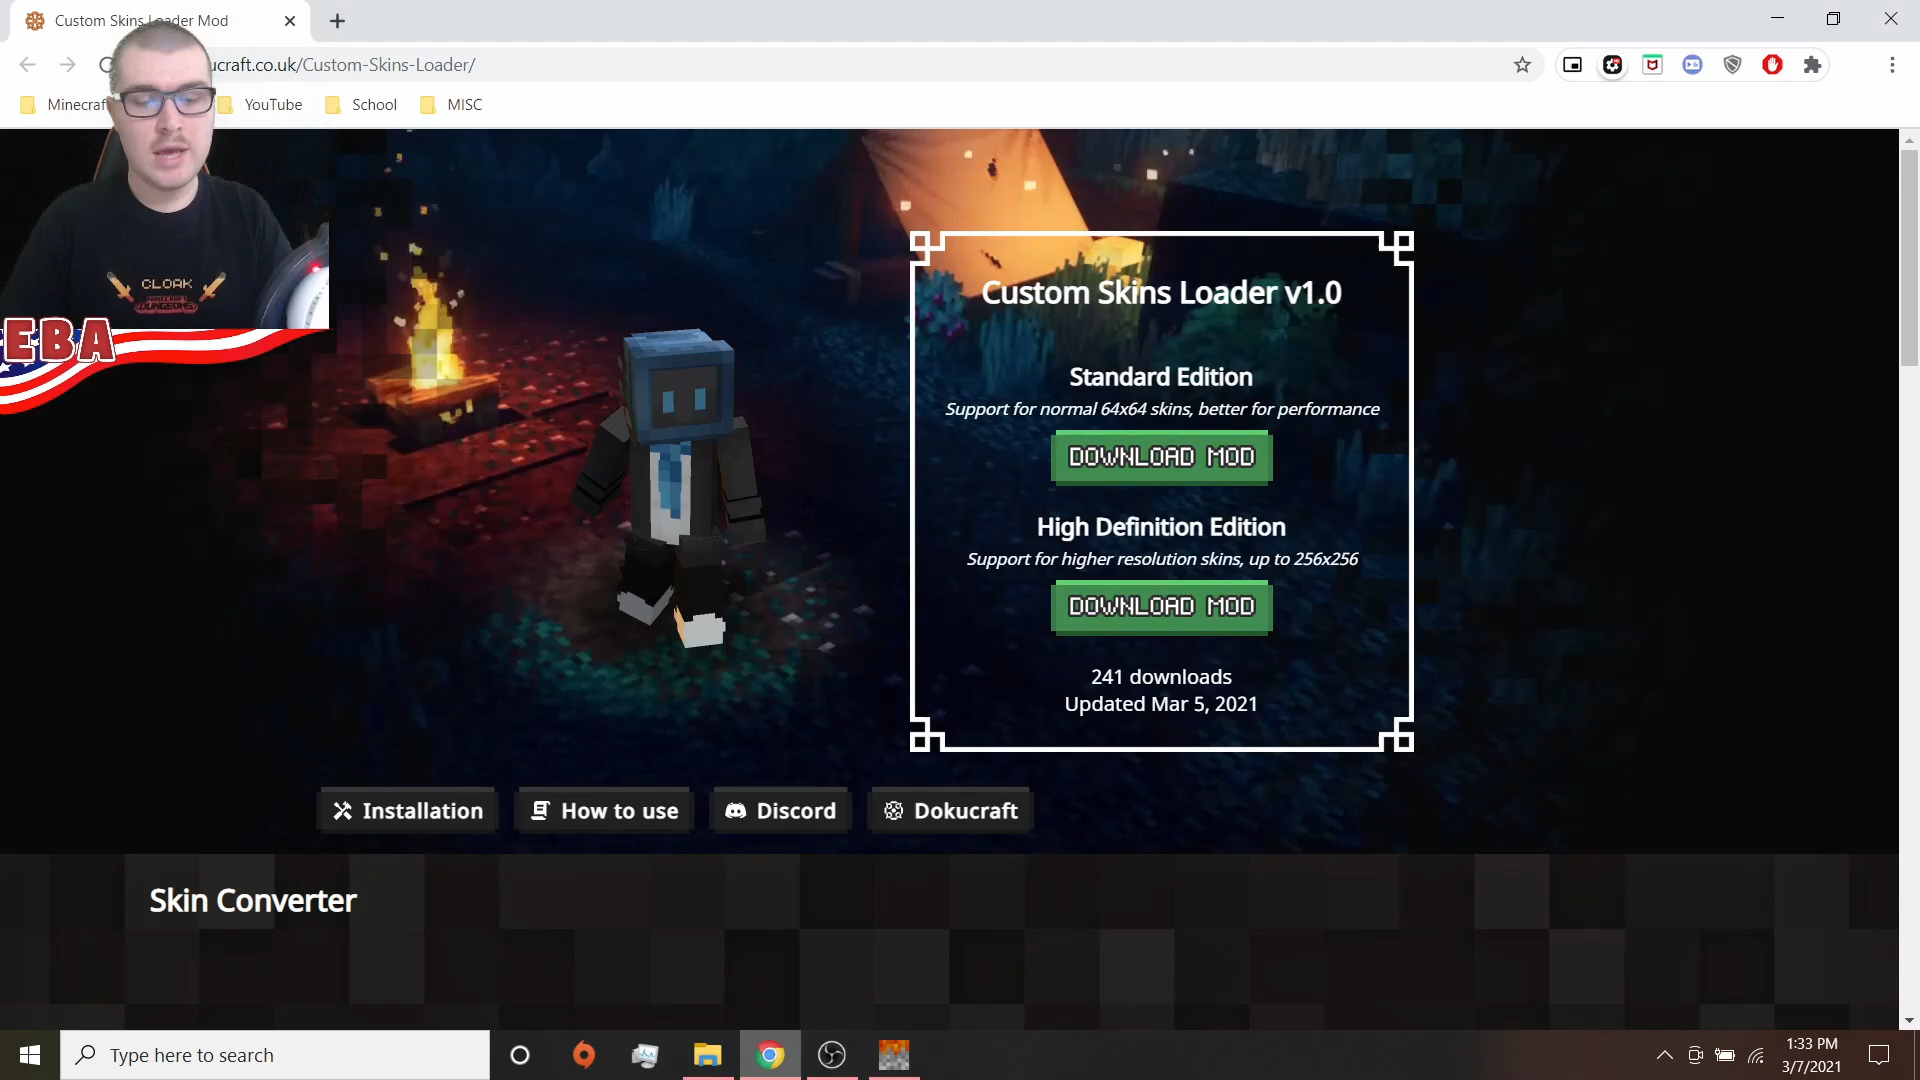 Custom Skins Loader Mod
ucraft.co.uk/Custom-Skins-Loader/
YouTube
School
MISC
CLOAK
MINECRAFT
DUNGEONS
EBA
Custom Skins Loader v1.0
Standard Edition
Support for normal 64x64 skins, better for performance
DOWNLOAD MOD
High Definition Edition
Support for higher resolution skins, up to 256x256
DOWNLOAD MOD
241 downloads
Updated Mar 5, 2021
Installation
How to use
Discord
Dokucraft
Skin Converter
Type here to search
1:33 PM
3/7/2021